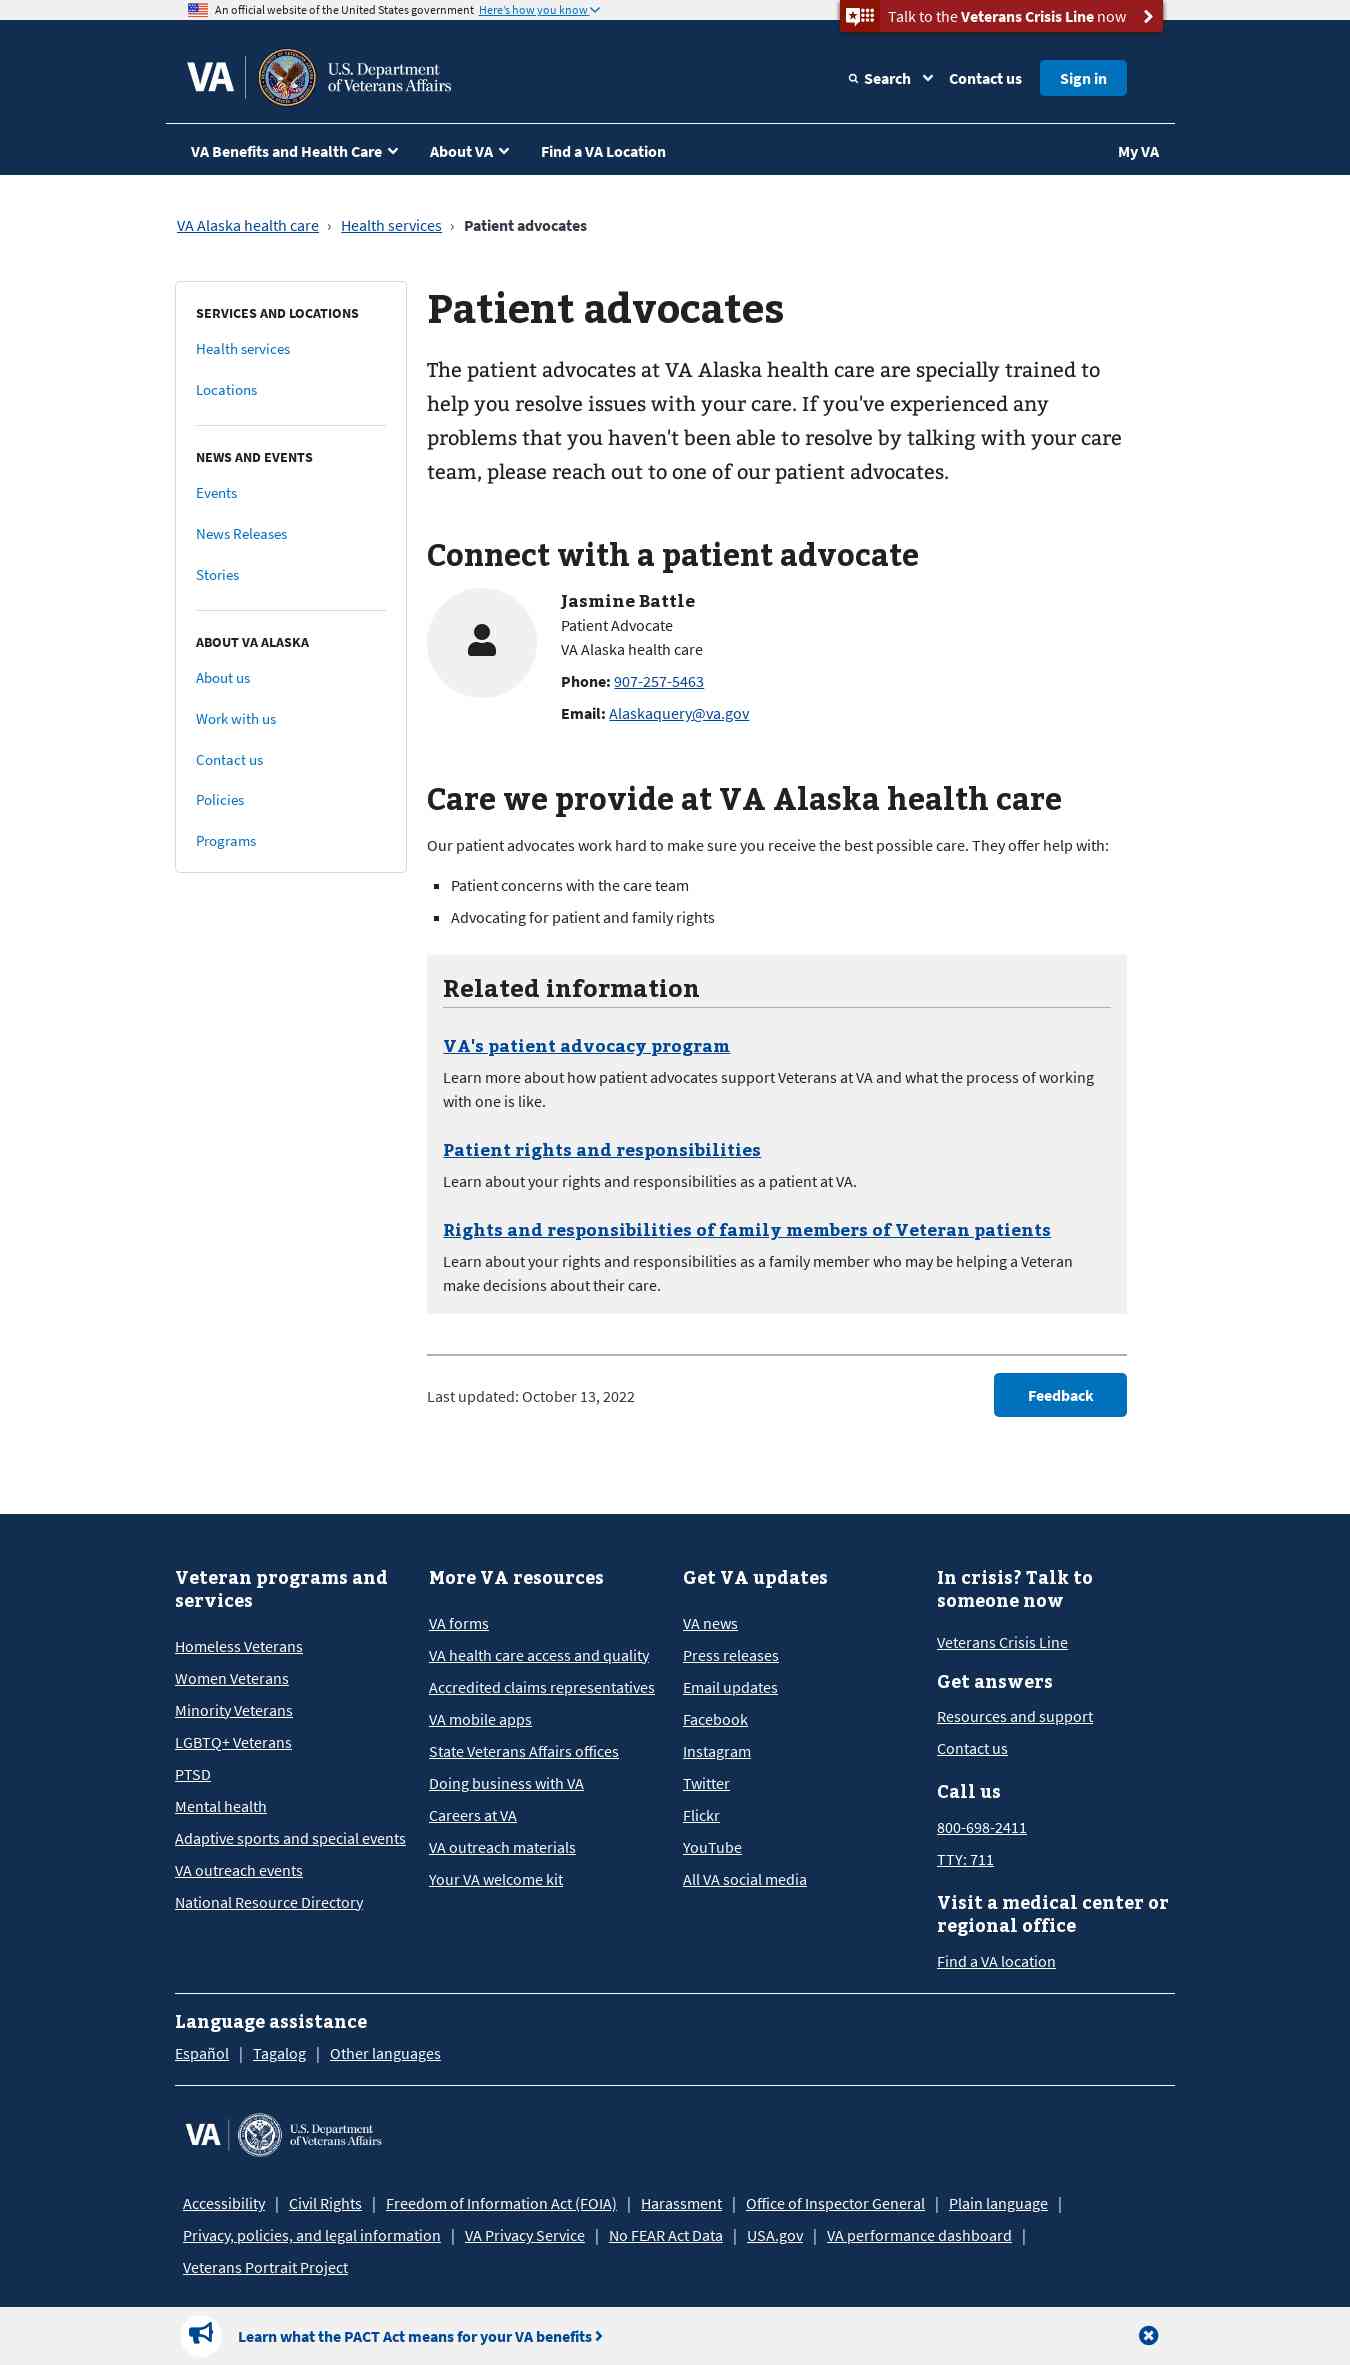 An official website of the United States government Here's how you know
Talk to the Veterans Crisis Line now
VA
U.S. Department
of Veterans Affairs
Search
Contact us
Sign in
VA Benefits and Health Care
About VA
Find a VA Location
My VA
VA Alaska health care › Health services › Patient advocates
SERVICES AND LOCATIONS
Health services
Locations
NEWS AND EVENTS
Events
News Releases
Stories
ABOUT VA ALASKA
About us
Work with us
Contact us
Policies
Programs
Patient advocates
The patient advocates at VA Alaska health care are specially trained to
help you resolve issues with your care. If you've experienced any
problems that you haven't been able to resolve by talking with your care
team, please reach out to one of our patient advocates.
Connect with a patient advocate
Jasmine Battle
Patient Advocate
VA Alaska health care
Phone: 907-257-5463
Email: Alaskaquery@va.gov
Care we provide at VA Alaska health care
Our patient advocates work hard to make sure you receive the best possible care. They offer help with:
Patient concerns with the care team
Advocating for patient and family rights
Related information
VA's patient advocacy program
Learn more about how patient advocates support Veterans at VA and what the process of working
with one is like.
Patient rights and responsibilities
Learn about your rights and responsibilities as a patient at VA.
Rights and responsibilities of family members of Veteran patients
Learn about your rights and responsibilities as a family member who may be helping a Veteran
make decisions about their care.
Last updated: October 13, 2022
Feedback
Veteran programs and
services
Homeless Veterans
Women Veterans
Minority Veterans
LGBTQ+ Veterans
PTSD
Mental health
Adaptive sports and special events
VA outreach events
National Resource Directory
More VA resources
VA forms
VA health care access and quality
Accredited claims representatives
VA mobile apps
State Veterans Affairs offices
Doing business with VA
Careers at VA
VA outreach materials
Your VA welcome kit
Get VA updates
VA news
Press releases
Email updates
Facebook
Instagram
Twitter
Flickr
YouTube
All VA social media
In crisis? Talk to
someone now
Veterans Crisis Line
Get answers
Resources and support
Contact us
Call us
800-698-2411
TTY: 711
Visit a medical center or
regional office
Find a VA location
Language assistance
Español | Tagalog | Other languages
VA
U.S. Department
of Veterans Affairs
Accessibility | Civil Rights | Freedom of Information Act (FOIA) | Harassment | Office of Inspector General | Plain language |
Privacy, policies, and legal information | VA Privacy Service | No FEAR Act Data | USA.gov | VA performance dashboard |
Veterans Portrait Project
Learn what the PACT Act means for your VA benefits